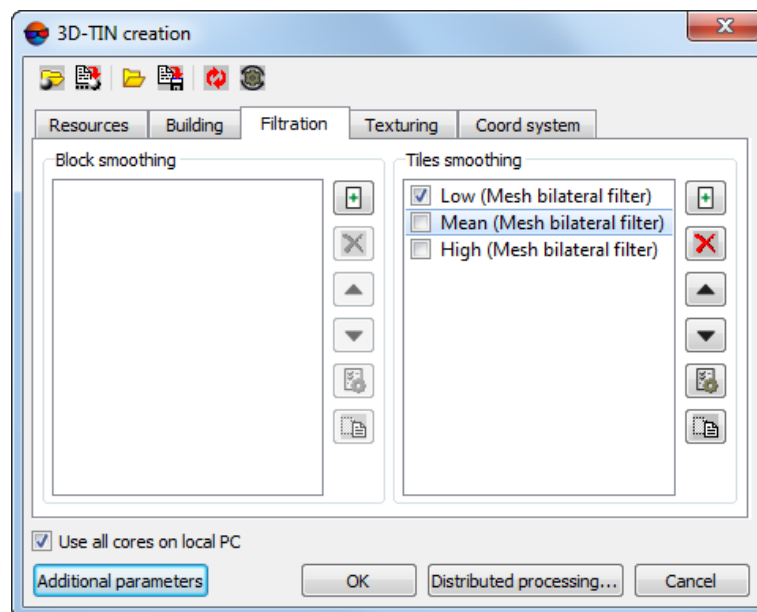 3D-TIN creation
Resources Building Filtration Texturing Coord system
Block smoothing
Tiles smoothing
Low (Mesh bilateral filter)
Mean (Mesh bilateral filter)
High (Mesh bilateral filter)
Use all cores on local PC
Additional parameters OK Distributed processing... Cancel